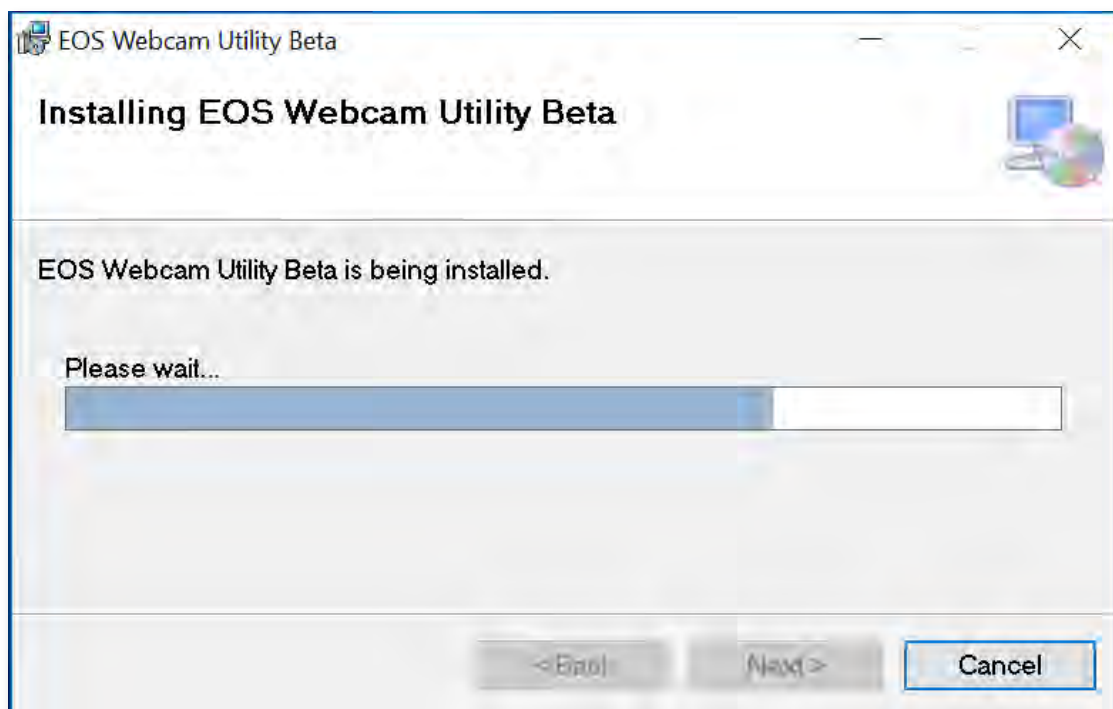 EOS Webcam Utility Beta
Installing EOS Webcam Utility Beta
EOS Webcam Utility Beta is being installed.
Please wait...
< Back Next > Cancel